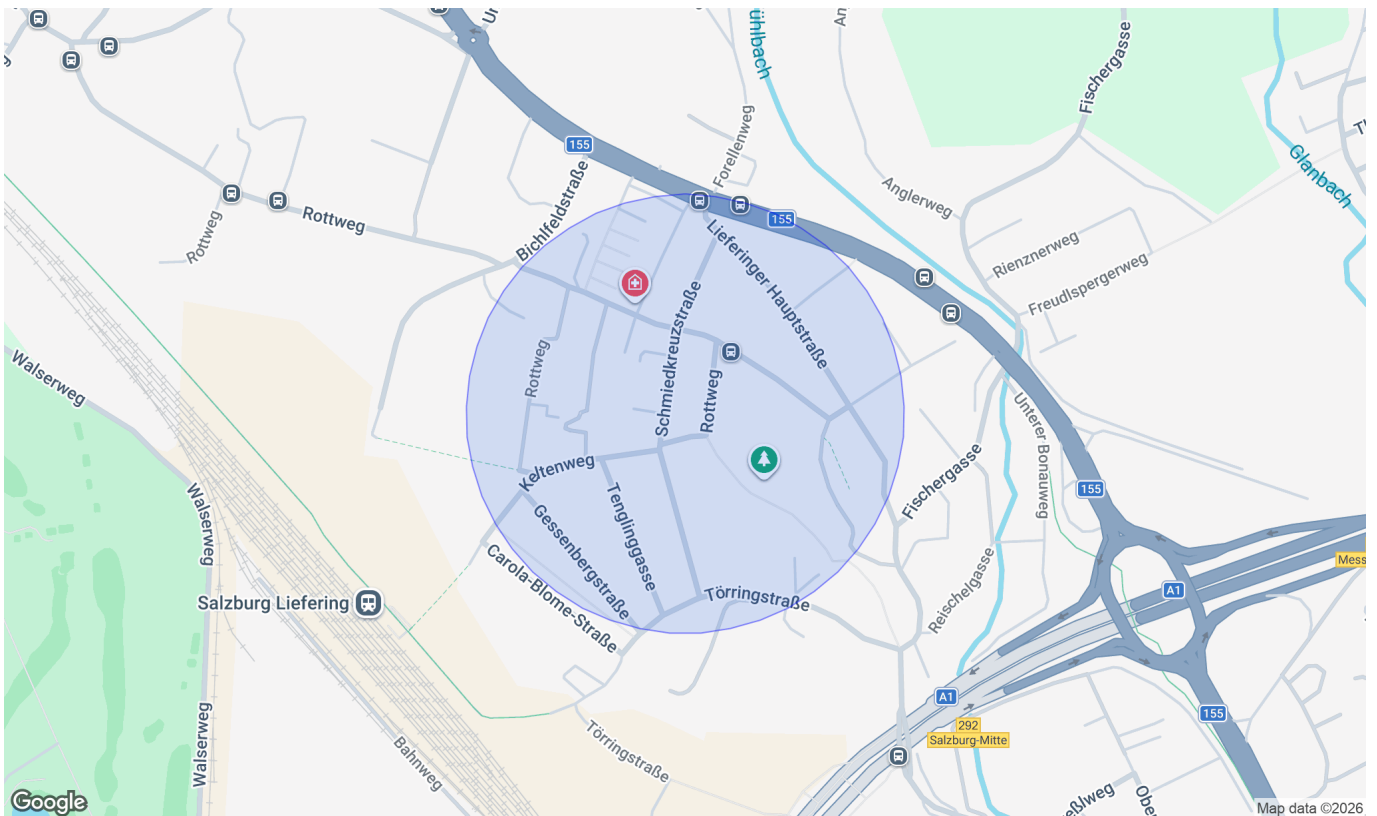 155
Forellenweg
Fischergasse
Glanbach
Anglerweg
Bichlfeldstraße
Rottweg
Rottweg
155
Lieferinger Hauptstraße
Rienznerweg
Freudlspergerweg
Schmiedkreuzstraße
Rottweg
Rottweg
Walserweg
Unterer Bonauweg
Keltenweg
Fischergasse
155
Tenglinggasse
Gessenbergstraße
Walserweg
Carola-Blome-Straße
Reischelgasse
Mess
A1
Salzburg Liefering
Törringstraße
A1
155
292
Salzburg-Mitte
Walserweg
Bahnweg
Törringstraße
Google
Map data ©2026